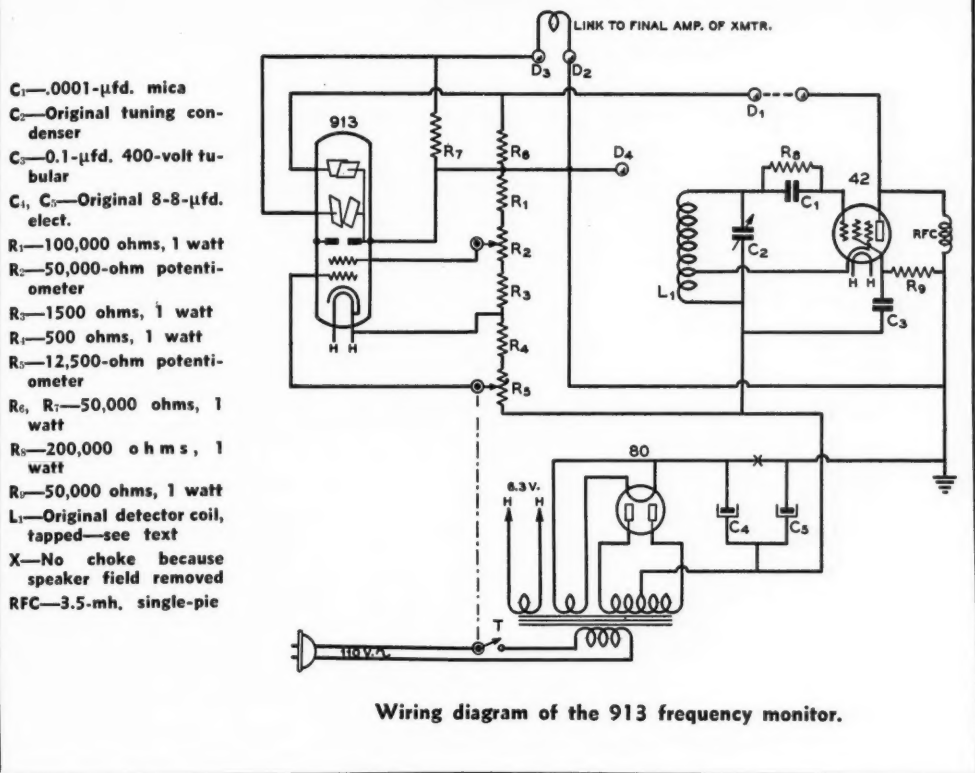 C₁—.0001-µfd. mica
C₂—Original tuning con-
denser
C₃—0.1-µfd. 400-volt tu-
bular
C₄, C₅—Original 8-8-µfd.
elect.
R₁—100,000 ohms, 1 watt
R₂—50,000-ohm potenti-
ometer
R₃—1500 ohms, 1 watt
R₄—500 ohms, 1 watt
R₅—12,500-ohm potenti-
ometer
R₆, R₇—50,000 ohms, 1
watt
R₈—200,000 ohms, 1
watt
R₉—50,000 ohms, 1 watt
L₁—Original detector coil,
tapped—see text
X—No choke because
speaker field removed
RFC—3.5-mh. single-pie
LINK TO FINAL AMP. OF XMTR.
D₃ D₂
D₁
913
R₇
R₆
D₄
R₈
42
C₁
R₁
RFC
R₂
C₂
L₁
H H
R₉
R₃
C₃
H H
R₄
R₅
80
X
6.3 V.
H H
C₄
C₅
T
110 V.~
Wiring diagram of the 913 frequency monitor.